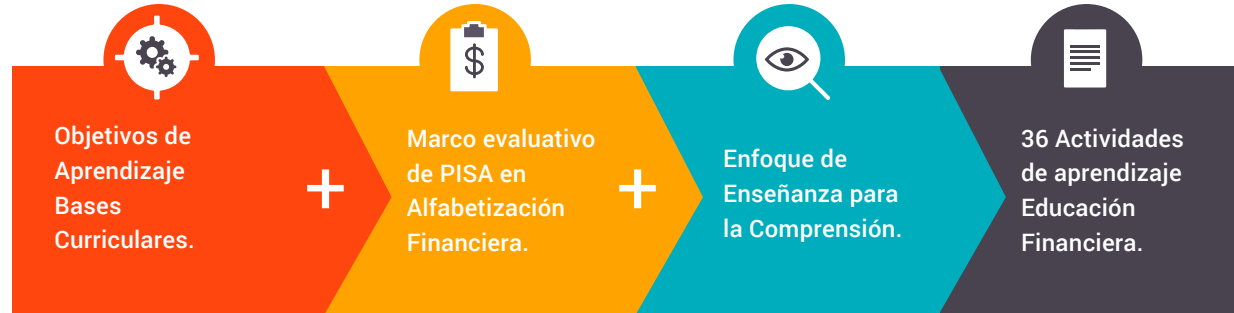 Objetivos de
Aprendizaje
Bases
Curriculares.
+
Marco evaluativo
de PISA en
Alfabetización
Financiera.
+
Enfoque de
Enseñanza para
la Comprensión.
36 Actividades
de aprendizaje
Educación
Financiera.
$